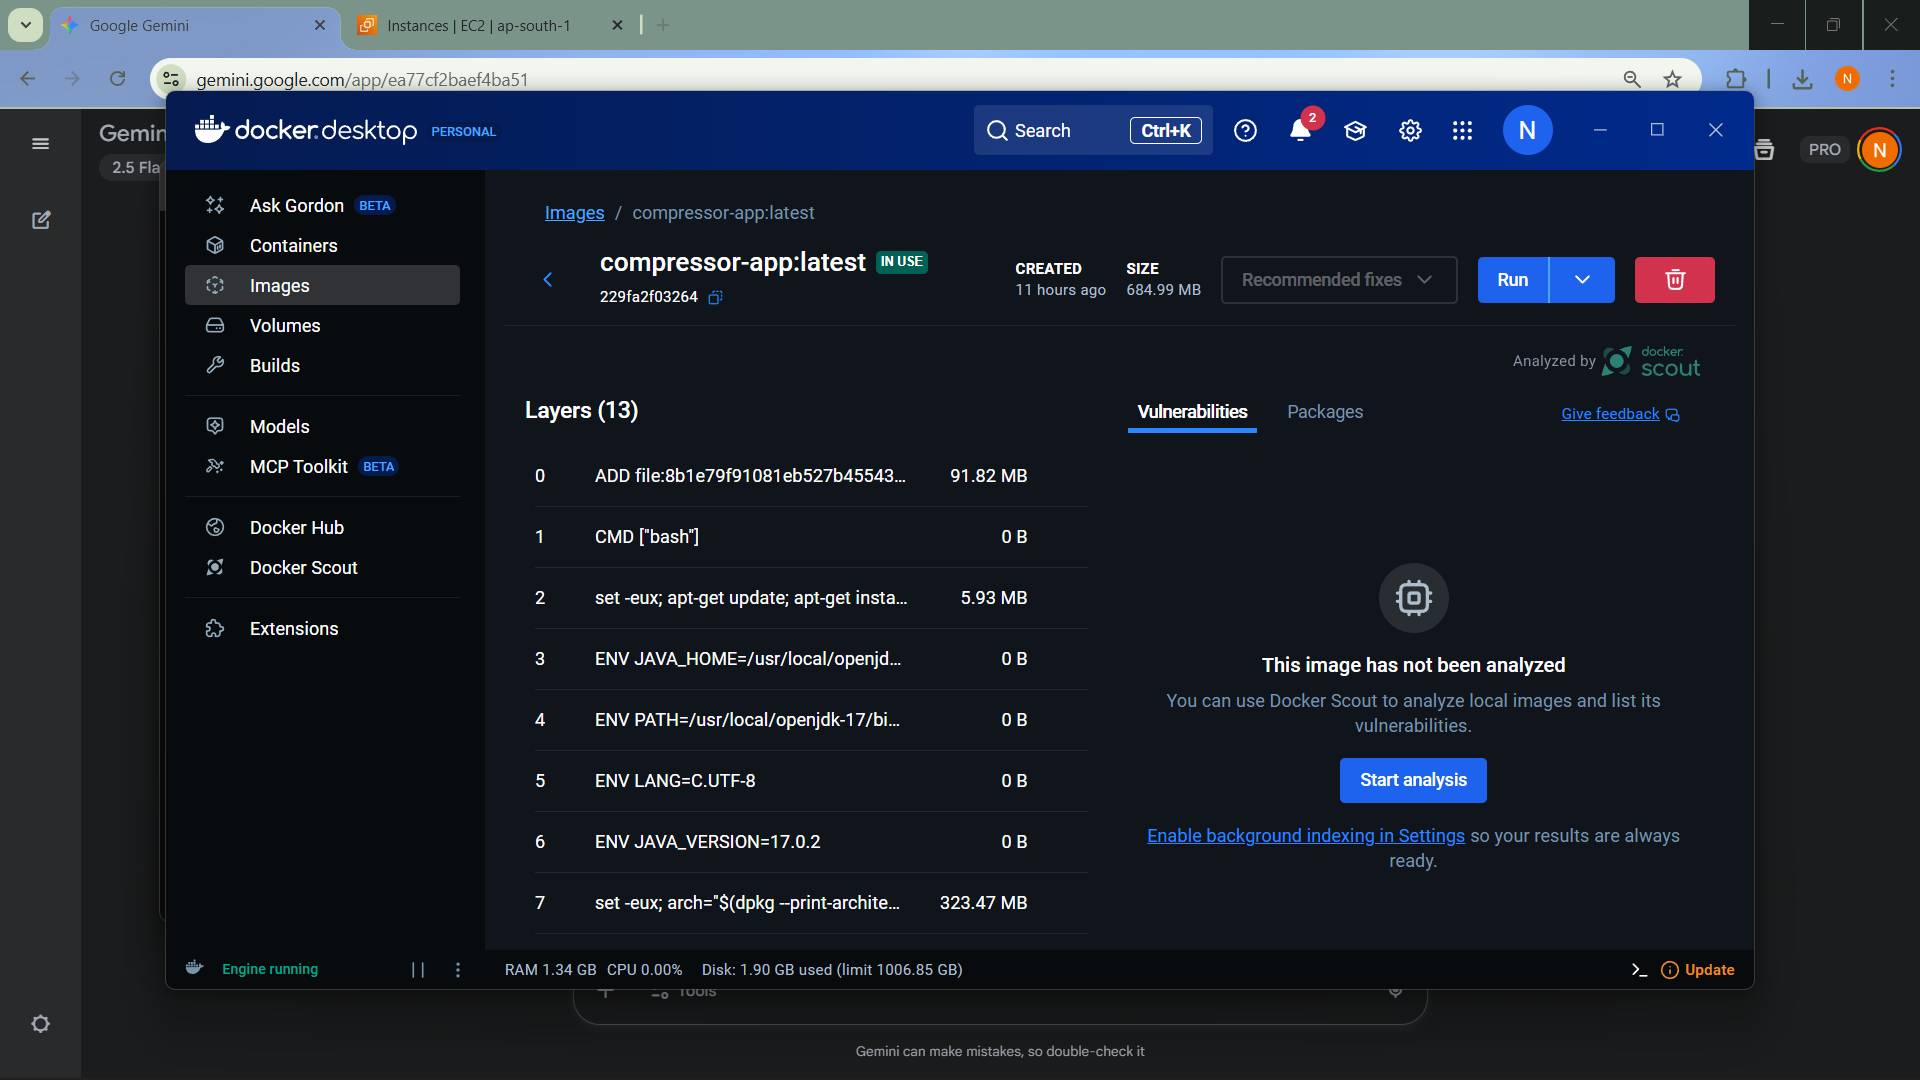 Google Gemini
Instances | EC2 | ap-south-1
gemini.google.com/app/ea77cf2baef4ba51
N
Gemin
2.5 Fla
PRO
N
docker.desktop PERSONAL
Search Ctrl+K
2
N
Ask Gordon BETA
Containers
Images
Volumes
Builds
Models
MCP Toolkit BETA
Docker Hub
Docker Scout
Extensions
Images / compressor-app:latest
compressor-app:latest IN USE
229fa2f03264
CREATED
11 hours ago
SIZE
684.99 MB
Recommended fixes
Run
Analyzed by docker scout
Layers (13)
0 ADD file:8b1e79f91081eb527b45543... 91.82 MB
1 CMD ["bash"] 0 B
2 set -eux; apt-get update; apt-get insta... 5.93 MB
3 ENV JAVA_HOME=/usr/local/openjd... 0 B
4 ENV PATH=/usr/local/openjdk-17/bi... 0 B
5 ENV LANG=C.UTF-8 0 B
6 ENV JAVA_VERSION=17.0.2 0 B
7 set -eux; arch="$(dpkg --print-archite... 323.47 MB
Vulnerabilities
Packages
Give feedback
This image has not been analyzed
You can use Docker Scout to analyze local images and list its
vulnerabilities.
Start analysis
Enable background indexing in Settings so your results are always
ready.
Engine running
RAM 1.34 GB CPU 0.00% Disk: 1.90 GB used (limit 1006.85 GB)
Update
Tools
Gemini can make mistakes, so double-check it